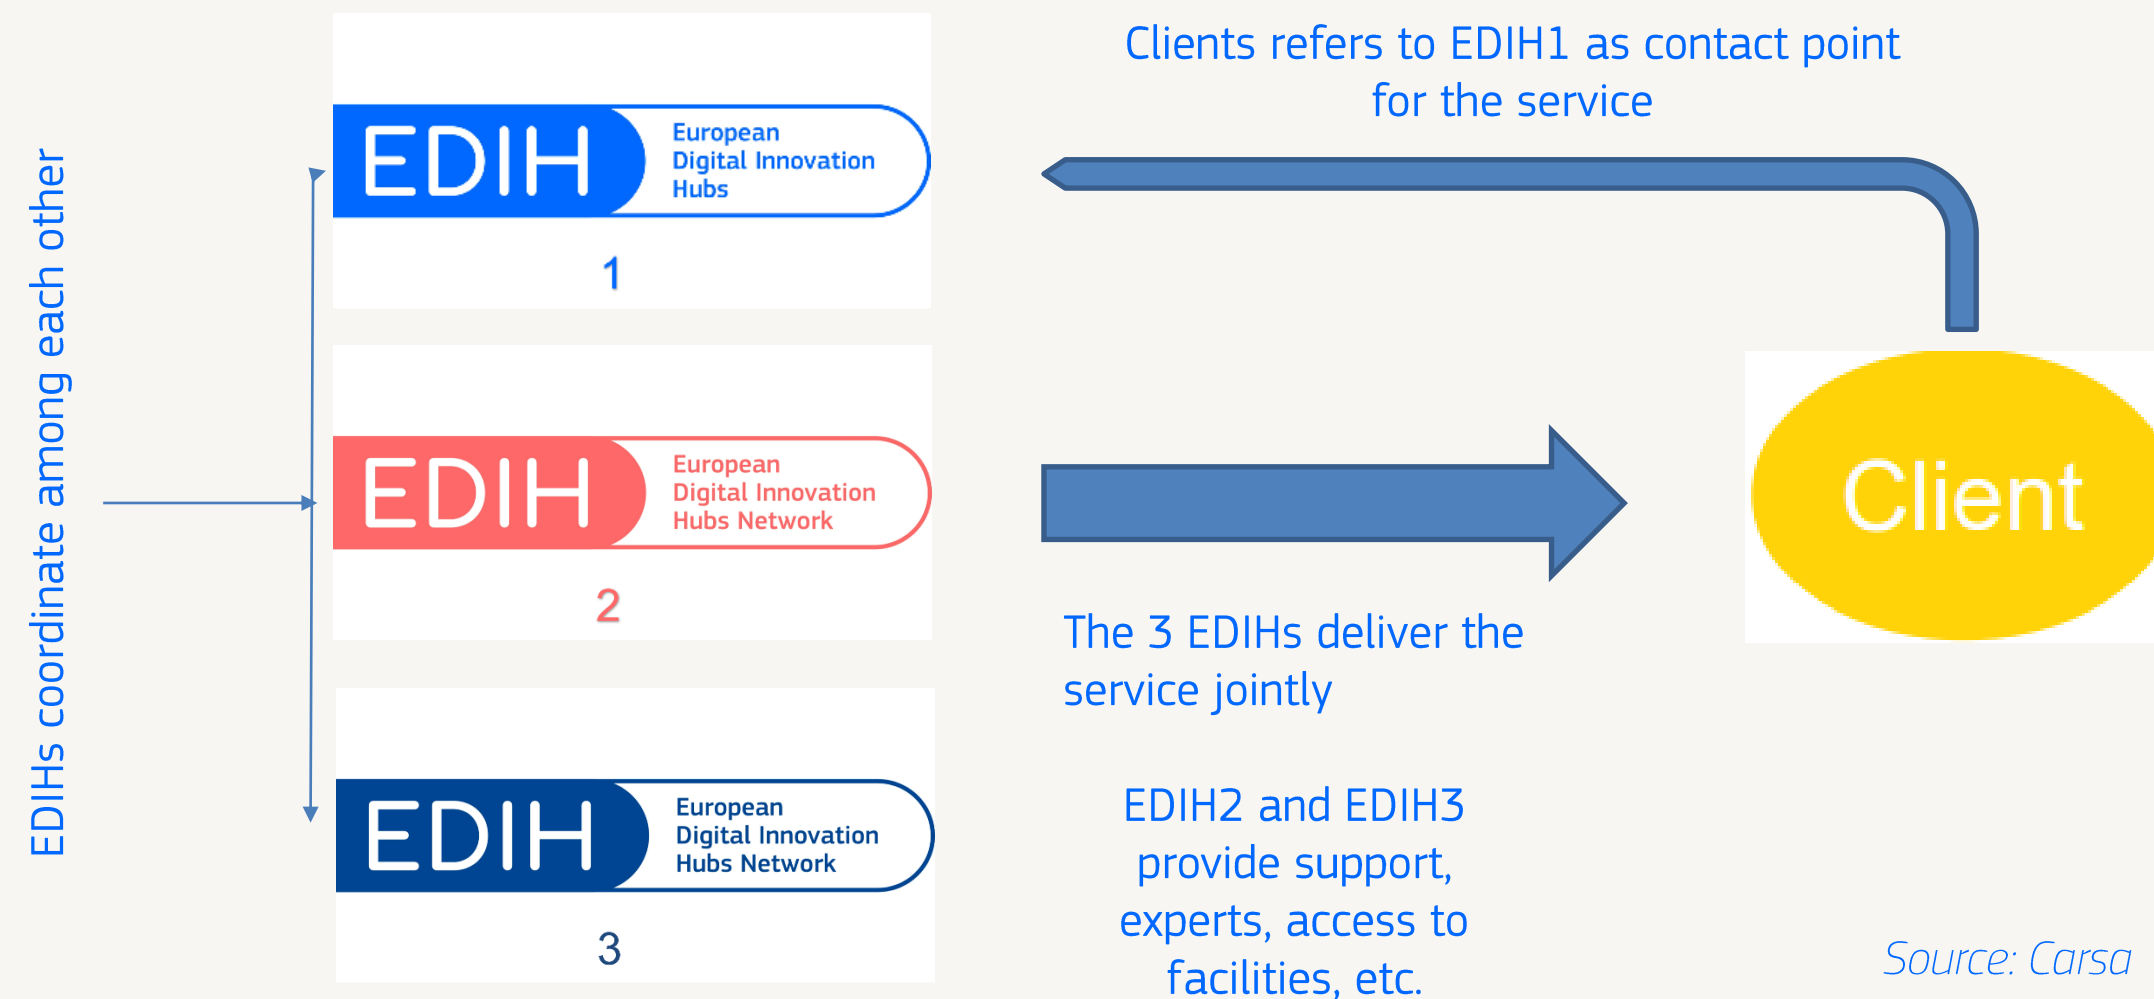 EDIHs coordinate among each other
EDIH
European
Digital Innovation
Hubs
1
EDIH
European
Digital Innovation
Hubs Network
2
EDIH
European
Digital Innovation
Hubs Network
3
Clients refers to EDIH1 as contact point
for the service
Client
The 3 EDIHs deliver the
service jointly
EDIH2 and EDIH3
provide support,
experts, access to
facilities, etc.
Source: Carsa